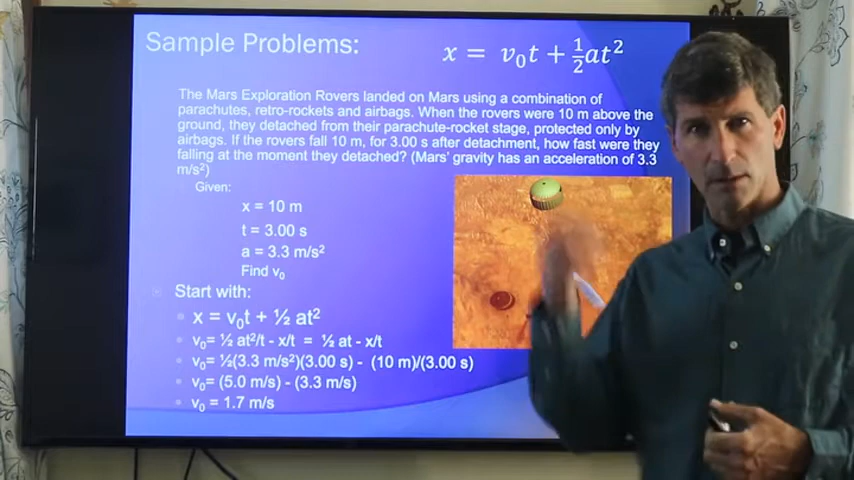 Sample Problems:
x = v₀t + ½at²
The Mars Exploration Rovers landed on Mars using a combination of
parachutes, retro-rockets and airbags. When the rovers were 10 m above the
ground, they detached from their parachute-rocket stage, protected only by
airbags. If the rovers fall 10 m, for 3.00 s after detachment, how fast were they
falling at the moment they detached? (Mars' gravity has an acceleration of 3.3
m/s²)
Given:
x = 10 m
t = 3.00 s
a = 3.3 m/s²
Find v₀
Start with:
x = v₀t + ½ at²
v₀= ½ at²/t - x/t = ½ at - x/t
v₀= ½(3.3 m/s²)(3.00 s) - (10 m)/(3.00 s)
v₀= (5.0 m/s) - (3.3 m/s)
v₀ = 1.7 m/s